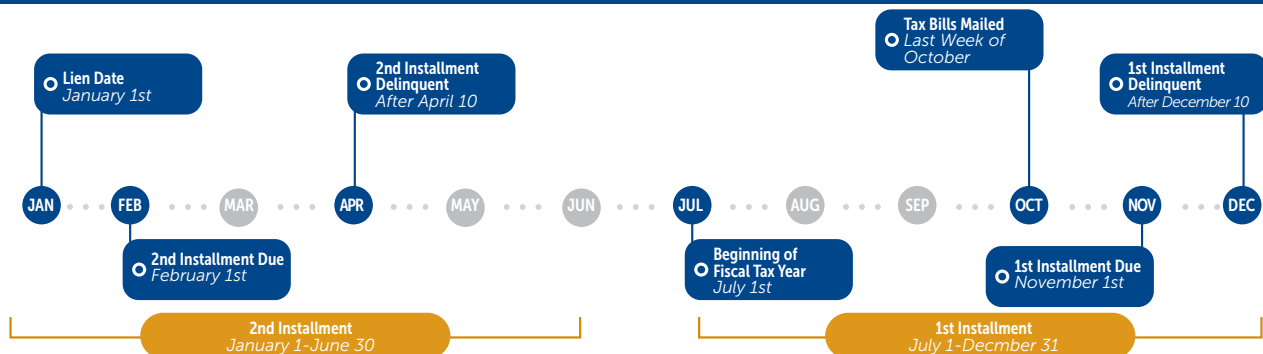 Tax Bills Mailed
Last Week of
October
Lien Date
January 1st
2nd Installment
Delinquent
After April 10
1st Installment
Delinquent
After December 10
JAN
FEB
MAR
APR
MAY
JUN
JUL
AUG
SEP
OCT
NOV
DEC
2nd Installment Due
February 1st
Beginning of
Fiscal Tax Year
July 1st
1st Installment Due
November 1st
2nd Installment
January 1-June 30
1st Installment
July 1-Decmber 31